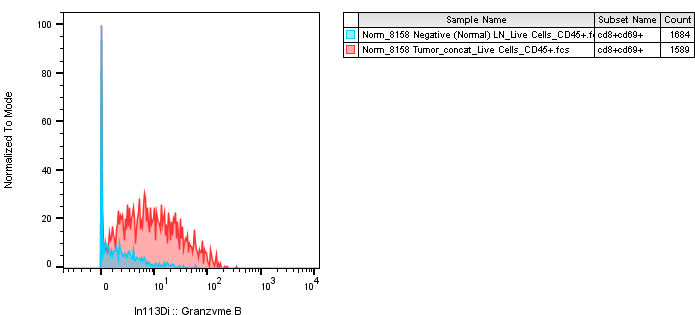 Sample Name Subset Name Count
Norm_8158 Negative (Normal) LN_Live Cells_CD45+.f cd8+cd69+ 1684
Norm_8158 Tumor_concat_Live Cells_CD45+.fcs cd8+cd69+ 1589
Normalized To Mode
100
80
60
40
20
0
0 10^1 10^2 10^3 10^4
In113Di :: Granzyme B